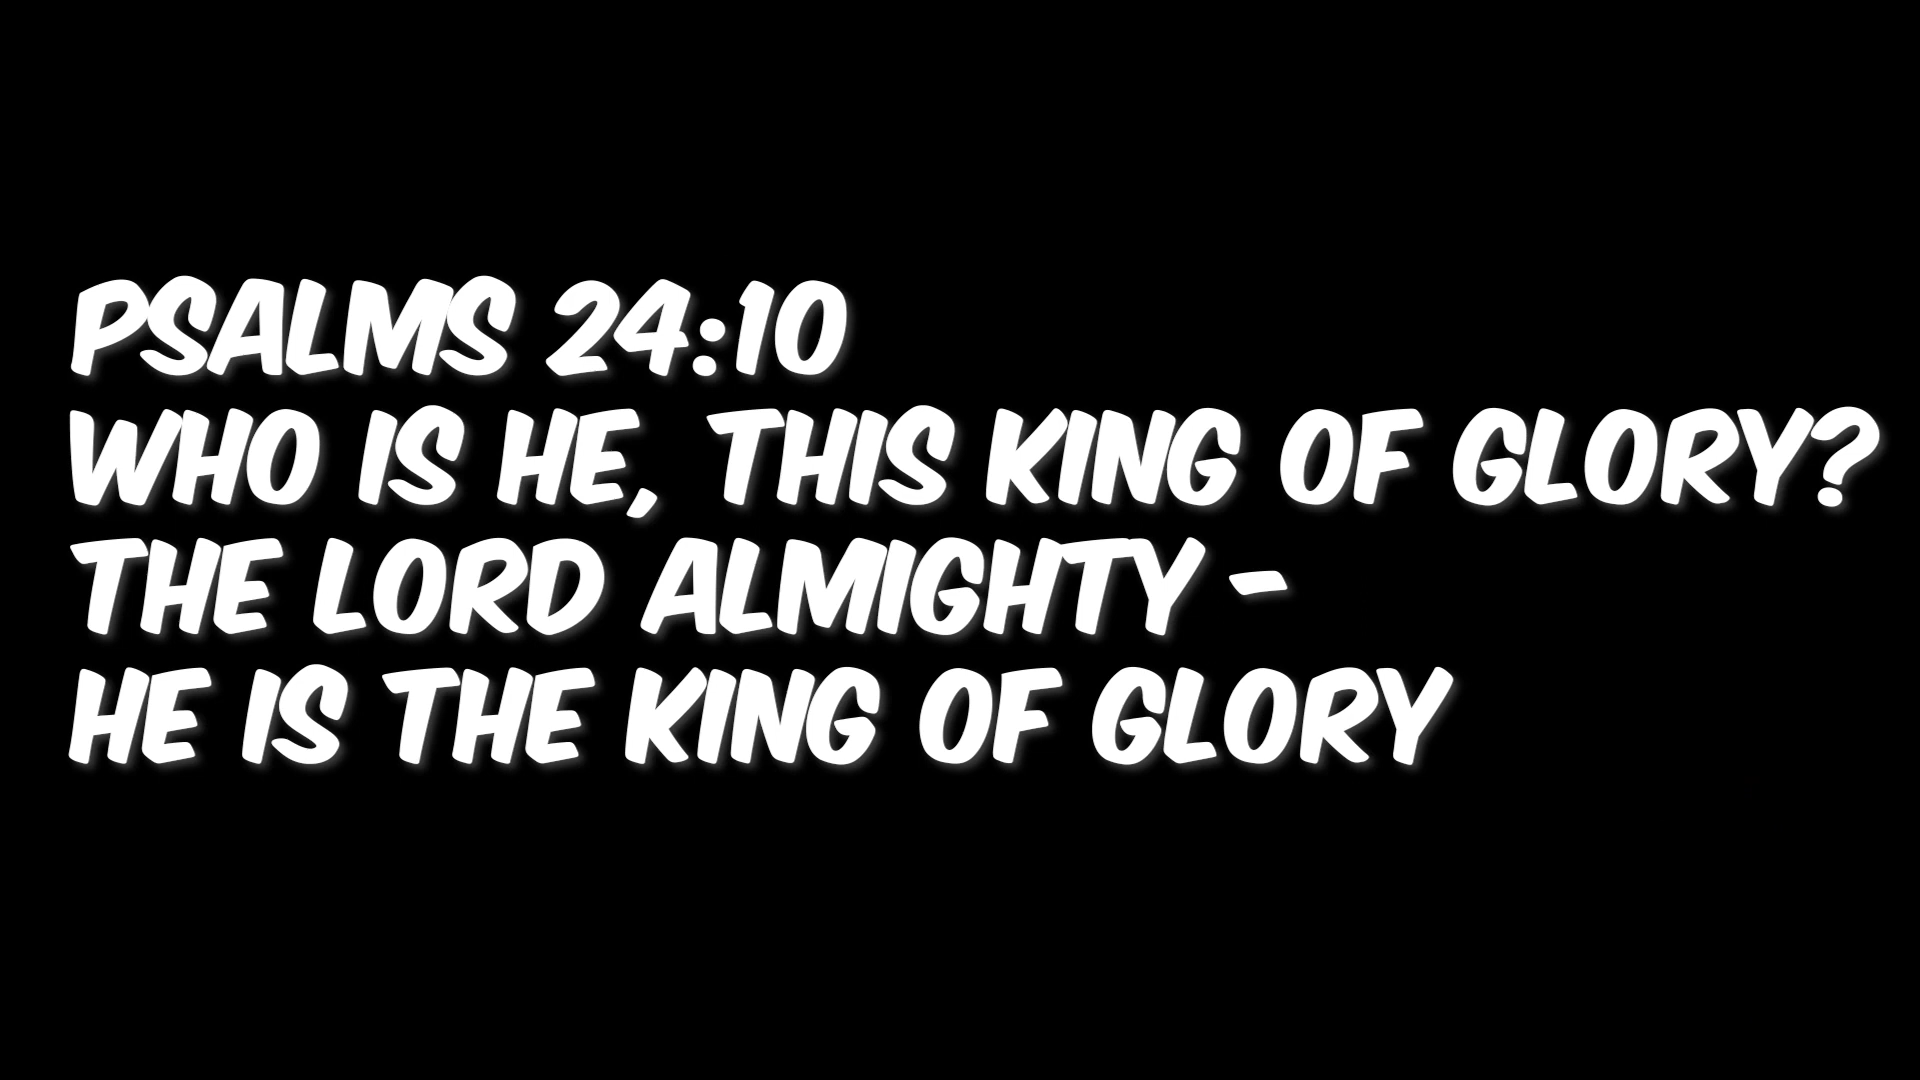 PSALMS 24:10
WHO IS HE, THIS KING OF GLORY?
THE LORD ALMIGHTY -
HE IS THE KING OF GLORY